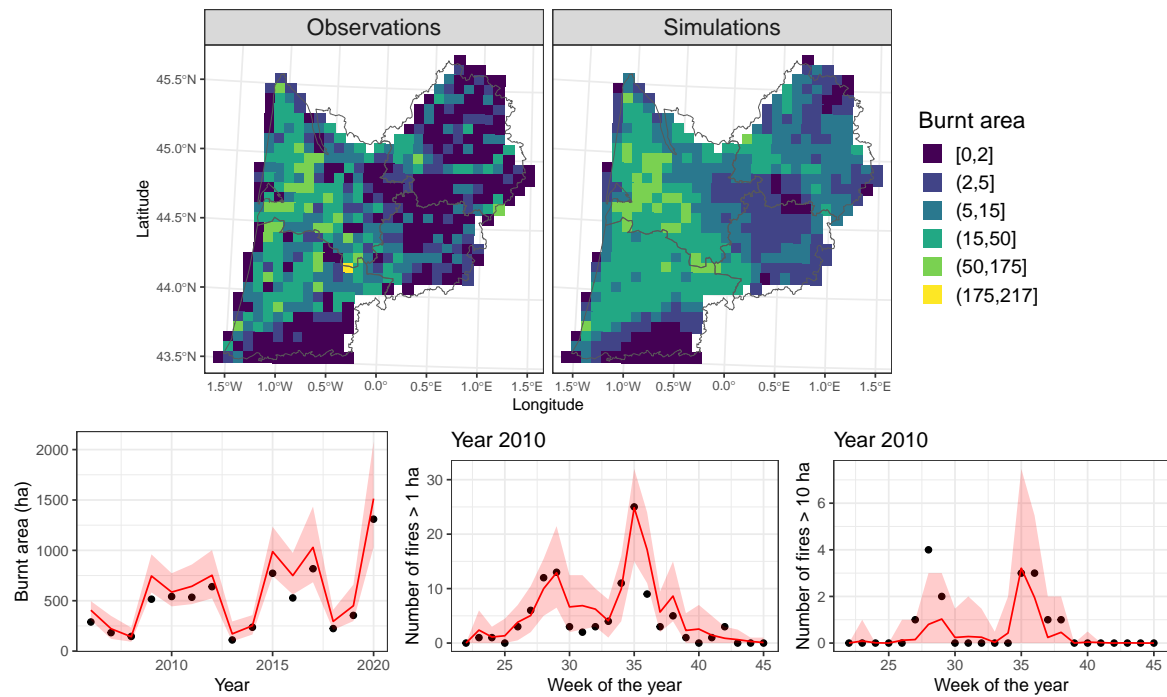 Observations
Simulations
45.5°N
45.0°N
44.5°N
44.0°N
43.5°N
Latitude
1.5°W 1.0°W 0.5°W 0.0° 0.5°E 1.0°E 1.5°E
1.5°W 1.0°W 0.5°W 0.0° 0.5°E 1.0°E 1.5°E
Longitude
Burnt area
[0,2]
(2,5]
(5,15]
(15,50]
(50,175]
(175,217]
2000
1500
1000
500
0
Burnt area (ha)
2010 2015 2020
Year
Year 2010
30
20
10
0
Number of fires > 1 ha
25 30 35 40 45
Week of the year
Year 2010
6
4
2
0
Number of fires > 10 ha
25 30 35 40 45
Week of the year